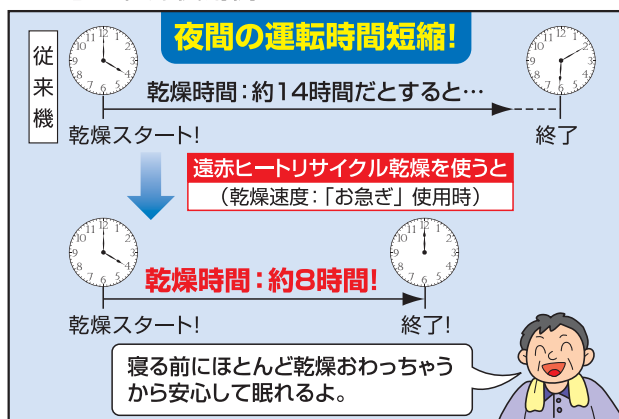 夜間の運転時間短縮!
従来機
乾燥時間：約14時間だとすると…
乾燥スタート!
終了
遠赤ヒートリサイクル乾燥を使うと
（乾燥速度：「お急ぎ」使用時）
乾燥時間：約8時間!
乾燥スタート!
終了!
寝る前にほとんど乾燥おわっちゃう
から安心して眠れるよ。